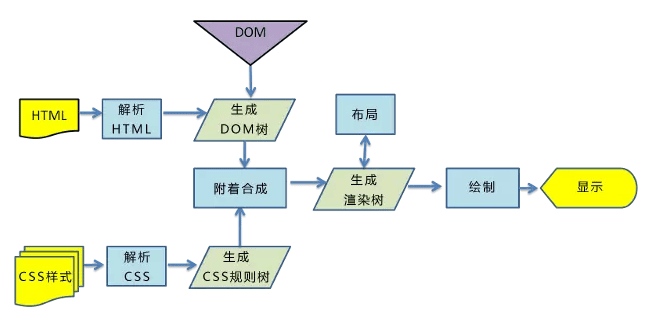 DOM
HTML
解析
HTML
生成
DOM树
布局
附着合成
生成
渲染树
绘制
显示
CSS样式
解析
CSS
生成
CSS规则树